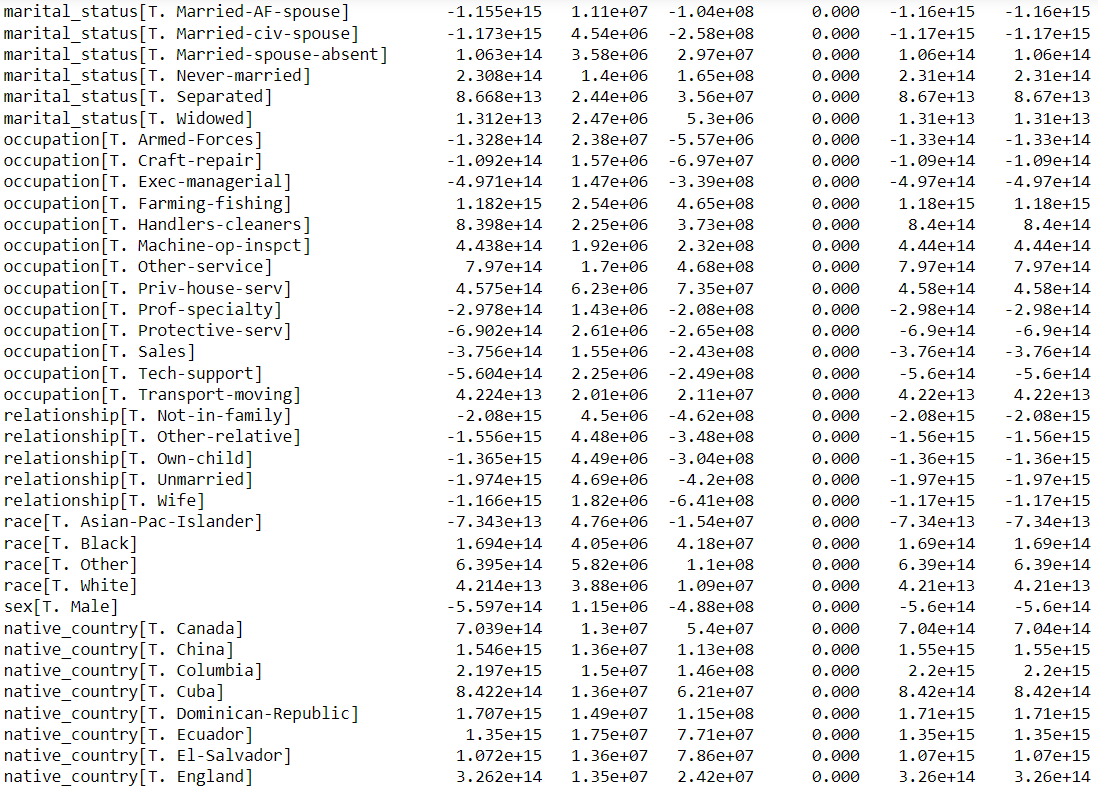 marital_status[T. Married-AF-spouse] -1.155e+15 1.11e+07 -1.04e+08 0.000 -1.16e+15 -1.16e+15
marital_status[T. Married-civ-spouse] -1.173e+15 4.54e+06 -2.58e+08 0.000 -1.17e+15 -1.17e+15
marital_status[T. Married-spouse-absent] 1.063e+14 3.58e+06 2.97e+07 0.000 1.06e+14 1.06e+14
marital_status[T. Never-married] 2.308e+14 1.4e+06 1.65e+08 0.000 2.31e+14 2.31e+14
marital_status[T. Separated] 8.668e+13 2.44e+06 3.56e+07 0.000 8.67e+13 8.67e+13
marital_status[T. Widowed] 1.312e+13 2.47e+06 5.3e+06 0.000 1.31e+13 1.31e+13
occupation[T. Armed-Forces] -1.328e+14 2.38e+07 -5.57e+06 0.000 -1.33e+14 -1.33e+14
occupation[T. Craft-repair] -1.092e+14 1.57e+06 -6.97e+07 0.000 -1.09e+14 -1.09e+14
occupation[T. Exec-managerial] -4.971e+14 1.47e+06 -3.39e+08 0.000 -4.97e+14 -4.97e+14
occupation[T. Farming-fishing] 1.182e+15 2.54e+06 4.65e+08 0.000 1.18e+15 1.18e+15
occupation[T. Handlers-cleaners] 8.398e+14 2.25e+06 3.73e+08 0.000 8.4e+14 8.4e+14
occupation[T. Machine-op-inspct] 4.438e+14 1.92e+06 2.32e+08 0.000 4.44e+14 4.44e+14
occupation[T. Other-service] 7.97e+14 1.7e+06 4.68e+08 0.000 7.97e+14 7.97e+14
occupation[T. Priv-house-serv] 4.575e+14 6.23e+06 7.35e+07 0.000 4.58e+14 4.58e+14
occupation[T. Prof-specialty] -2.978e+14 1.43e+06 -2.08e+08 0.000 -2.98e+14 -2.98e+14
occupation[T. Protective-serv] -6.902e+14 2.61e+06 -2.65e+08 0.000 -6.9e+14 -6.9e+14
occupation[T. Sales] -3.756e+14 1.55e+06 -2.43e+08 0.000 -3.76e+14 -3.76e+14
occupation[T. Tech-support] -5.604e+14 2.25e+06 -2.49e+08 0.000 -5.6e+14 -5.6e+14
occupation[T. Transport-moving] 4.224e+13 2.01e+06 2.11e+07 0.000 4.22e+13 4.22e+13
relationship[T. Not-in-family] -2.08e+15 4.5e+06 -4.62e+08 0.000 -2.08e+15 -2.08e+15
relationship[T. Other-relative] -1.556e+15 4.48e+06 -3.48e+08 0.000 -1.56e+15 -1.56e+15
relationship[T. Own-child] -1.365e+15 4.49e+06 -3.04e+08 0.000 -1.36e+15 -1.36e+15
relationship[T. Unmarried] -1.974e+15 4.69e+06 -4.2e+08 0.000 -1.97e+15 -1.97e+15
relationship[T. Wife] -1.166e+15 1.82e+06 -6.41e+08 0.000 -1.17e+15 -1.17e+15
race[T. Asian-Pac-Islander] -7.343e+13 4.76e+06 -1.54e+07 0.000 -7.34e+13 -7.34e+13
race[T. Black] 1.694e+14 4.05e+06 4.18e+07 0.000 1.69e+14 1.69e+14
race[T. Other] 6.395e+14 5.82e+06 1.1e+08 0.000 6.39e+14 6.39e+14
race[T. White] 4.214e+13 3.88e+06 1.09e+07 0.000 4.21e+13 4.21e+13
sex[T. Male] -5.597e+14 1.15e+06 -4.88e+08 0.000 -5.6e+14 -5.6e+14
native_country[T. Canada] 7.039e+14 1.3e+07 5.4e+07 0.000 7.04e+14 7.04e+14
native_country[T. China] 1.546e+15 1.36e+07 1.13e+08 0.000 1.55e+15 1.55e+15
native_country[T. Columbia] 2.197e+15 1.5e+07 1.46e+08 0.000 2.2e+15 2.2e+15
native_country[T. Cuba] 8.422e+14 1.36e+07 6.21e+07 0.000 8.42e+14 8.42e+14
native_country[T. Dominican-Republic] 1.707e+15 1.49e+07 1.15e+08 0.000 1.71e+15 1.71e+15
native_country[T. Ecuador] 1.35e+15 1.75e+07 7.71e+07 0.000 1.35e+15 1.35e+15
native_country[T. El-Salvador] 1.072e+15 1.36e+07 7.86e+07 0.000 1.07e+15 1.07e+15
native_country[T. England] 3.262e+14 1.35e+07 2.42e+07 0.000 3.26e+14 3.26e+14